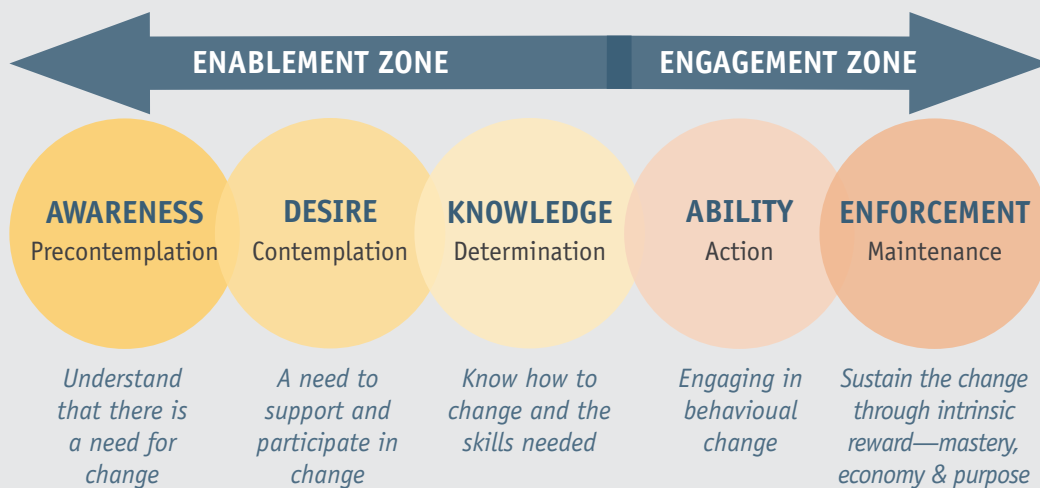 ENABLEMENT ZONE
ENGAGEMENT ZONE
AWARENESS
Precontemplation
DESIRE
Contemplation
KNOWLEDGE
Determination
ABILITY
Action
ENFORCEMENT
Maintenance
Understand
that there is
a need for
change
A need to
support and
participate in
change
Know how to
change and the
skills needed
Engaging in
behavioual
change
Sustain the change
through intrinsic
reward—mastery,
economy & purpose